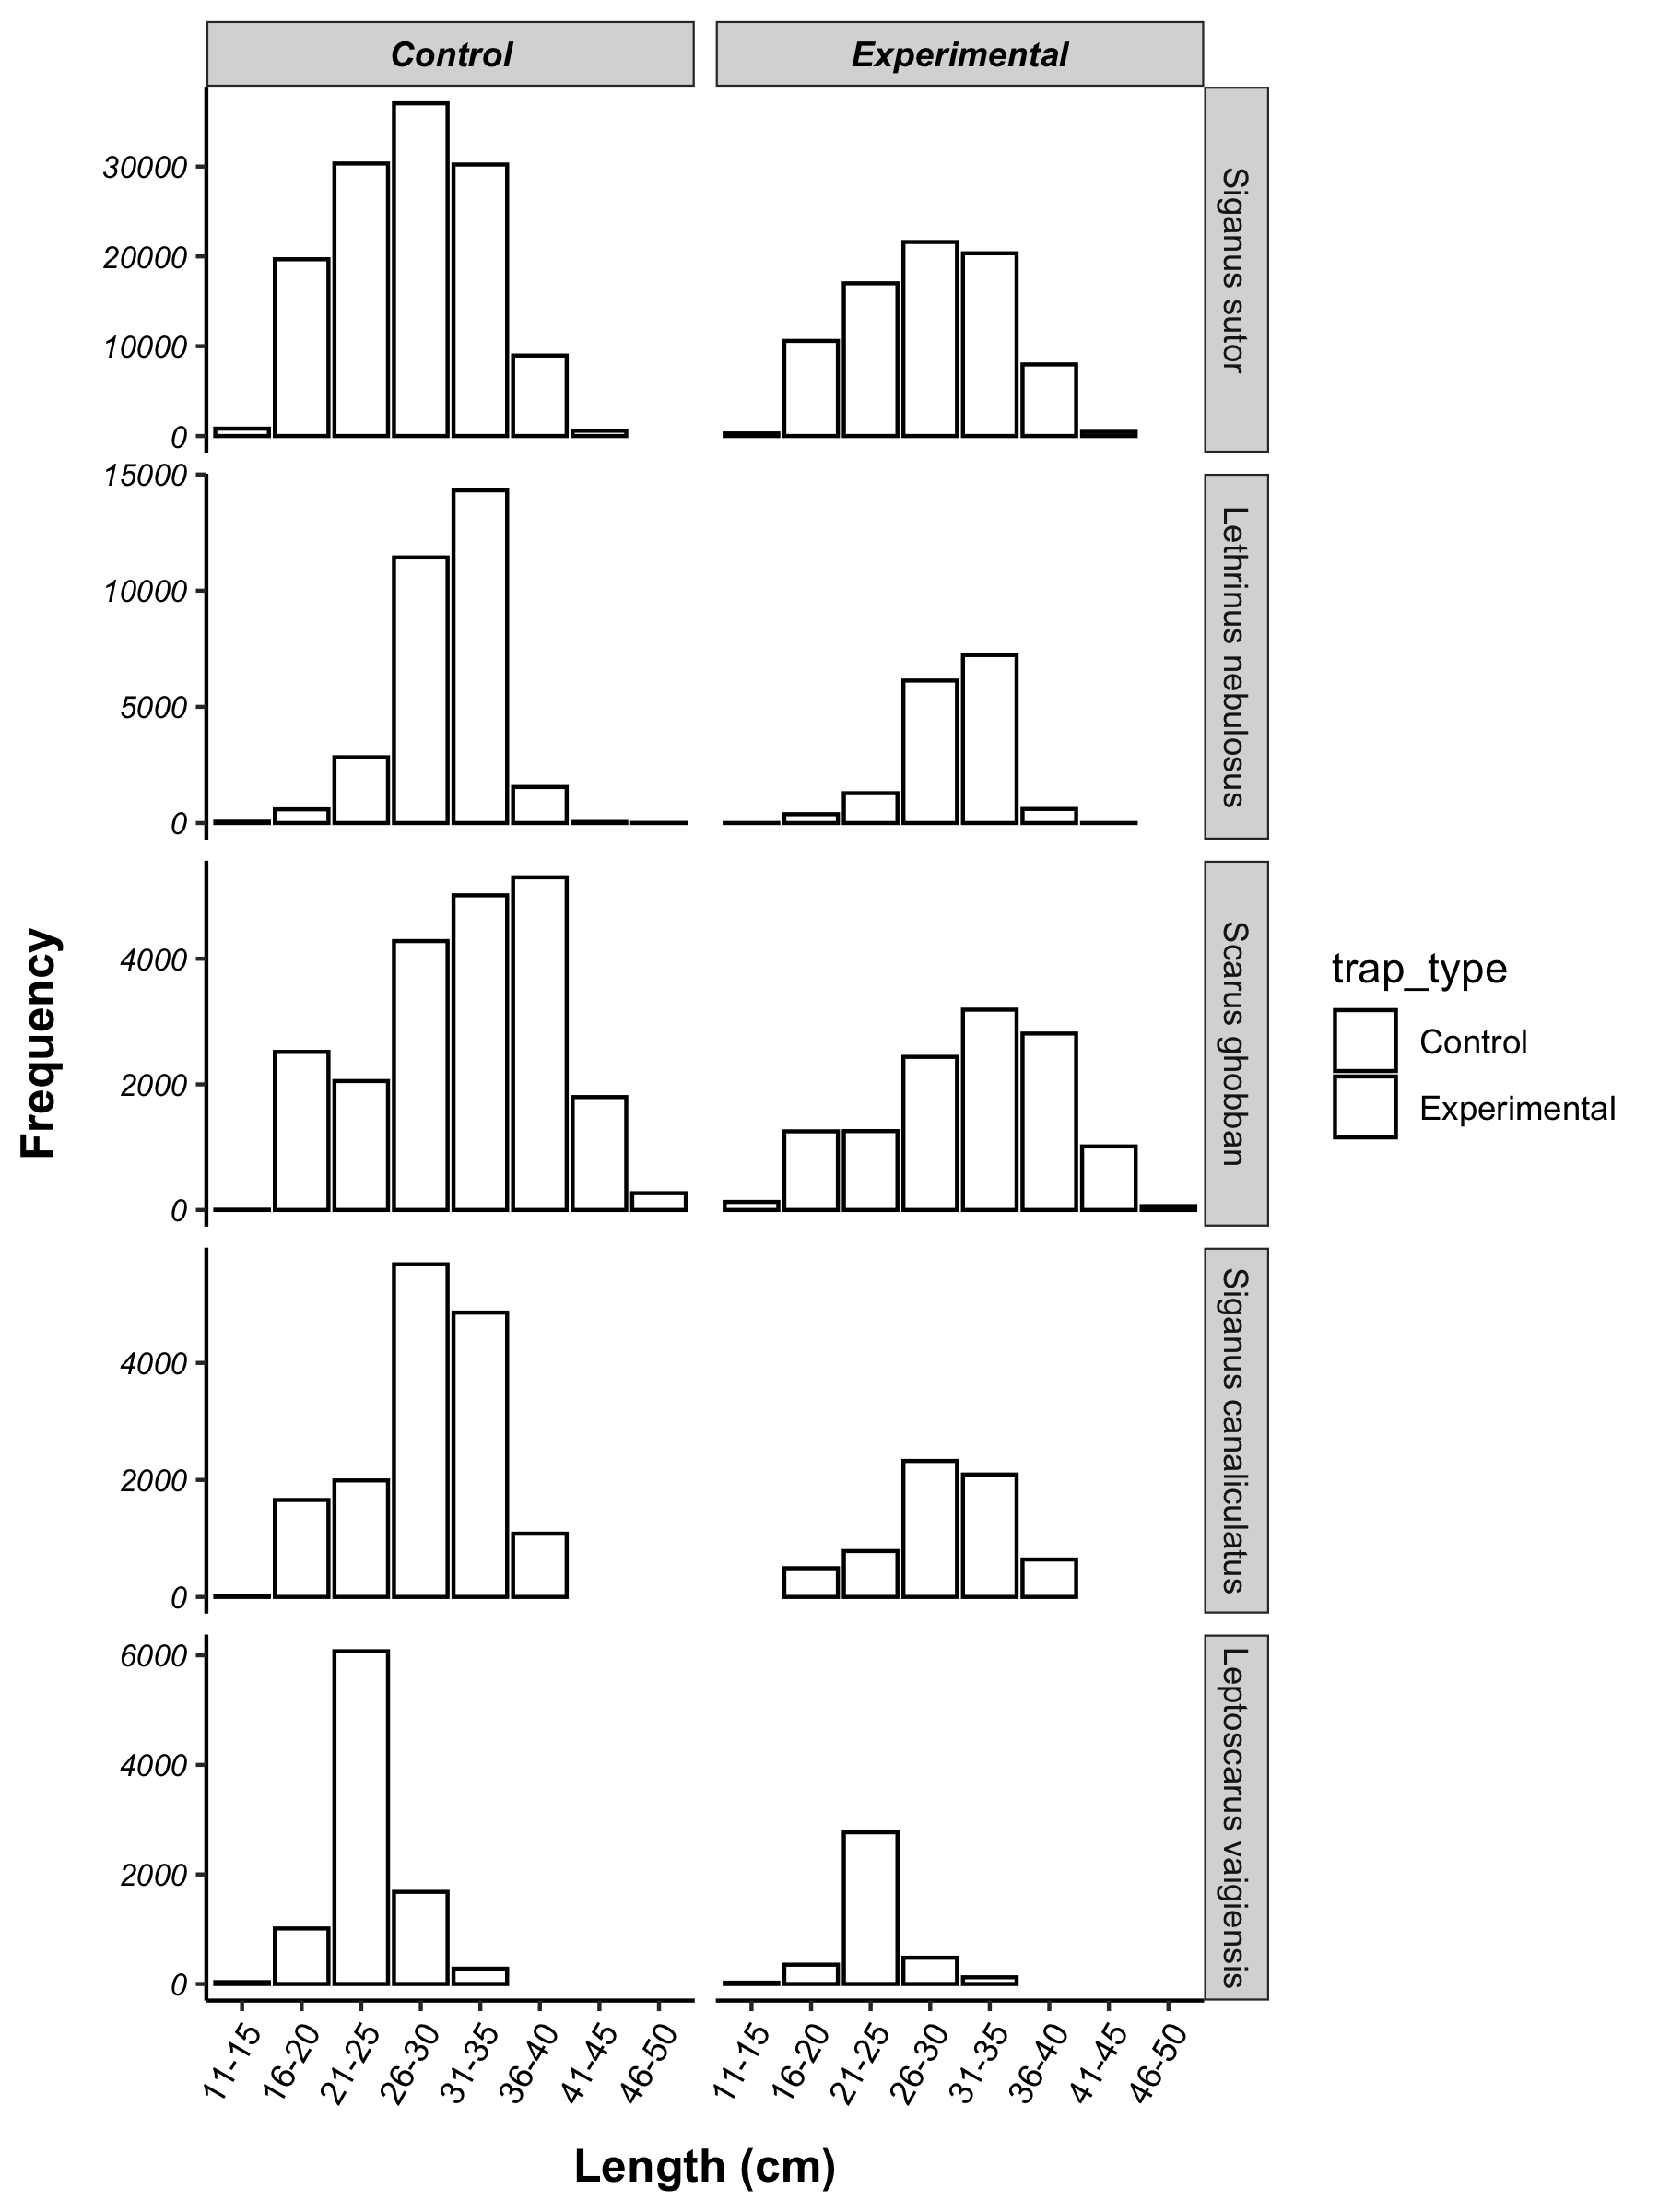 Control
Experimental
30000
20000
10000
0
Siganus sutor
15000
10000
5000
0
Lethrinus nebulosus
4000
2000
0
Scarus ghobban
4000
2000
0
Siganus canaliculatus
6000
4000
2000
0
Leptoscarus vaigiensis
Frequency
trap_type
Control
Experimental
11-15 16-20 21-25 26-30 31-35 36-40 41-45 46-50
11-15 16-20 21-25 26-30 31-35 36-40 41-45 46-50
Length (cm)